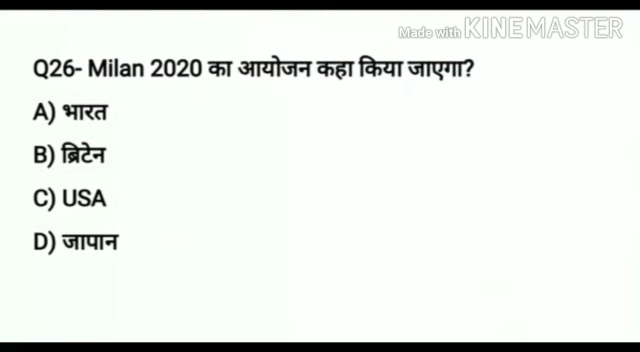 Made with KINEMASTER
Q26- Milan 2020 का आयोजन कहा किया जाएगा?
A) भारत
B) ब्रिटेन
C) USA
D) जापान